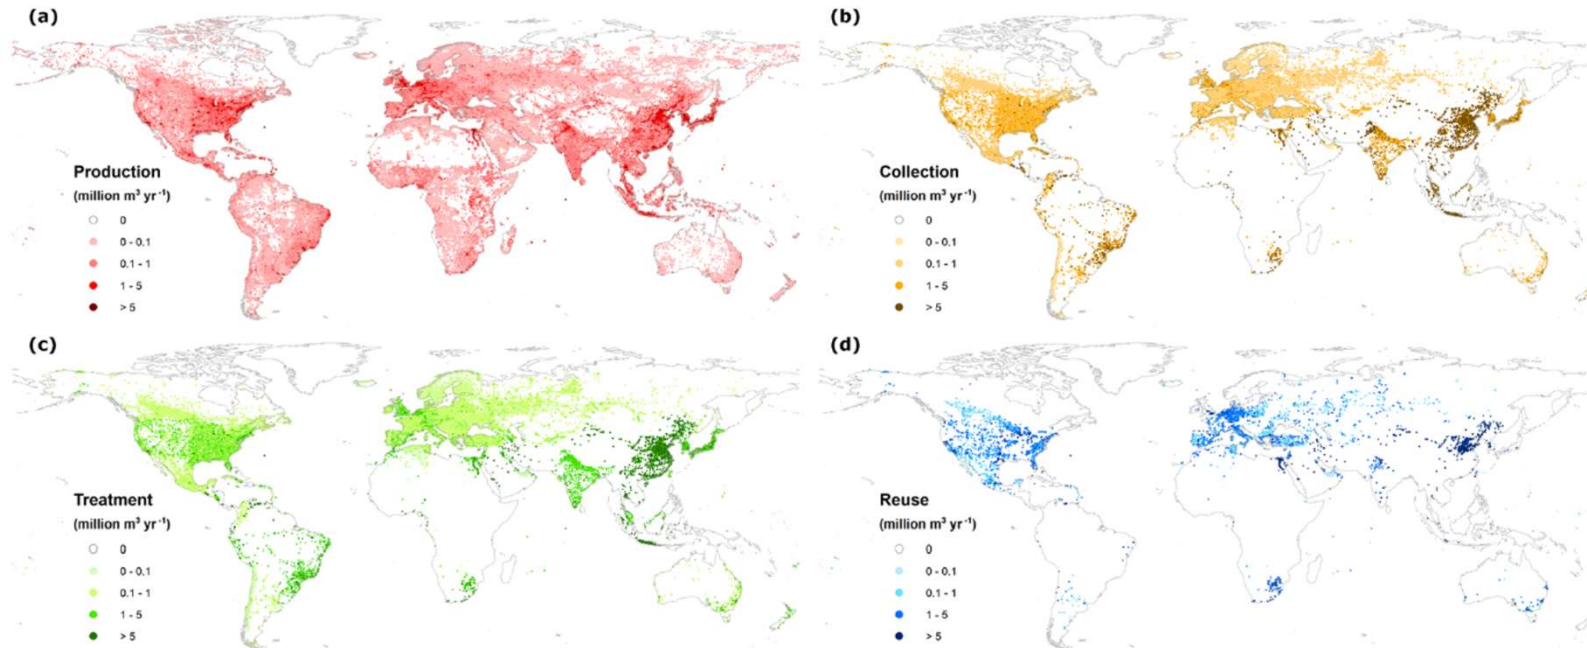 (a)
Production
(million m³ yr⁻¹)
0
0 - 0.1
0.1 - 1
1 - 5
> 5
(b)
Collection
(million m³ yr⁻¹)
0
0 - 0.1
0.1 - 1
1 - 5
> 5
(c)
Treatment
(million m³ yr⁻¹)
0
0 - 0.1
0.1 - 1
1 - 5
> 5
(d)
Reuse
(million m³ yr⁻¹)
0
0 - 0.1
0.1 - 1
1 - 5
> 5